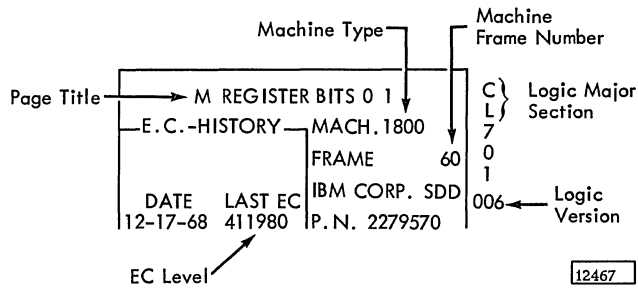 Machine Type
Machine
Frame Number
Page Title
M REGISTER BITS 0 1
C
L
Logic Major
Section
E.C.-HISTORY
MACH. 1800
7
FRAME 60
0
1
DATE LAST EC
IBM CORP. SDD
006
Logic
Version
12-17-68 411980
P.N. 2279570
EC Level
12467